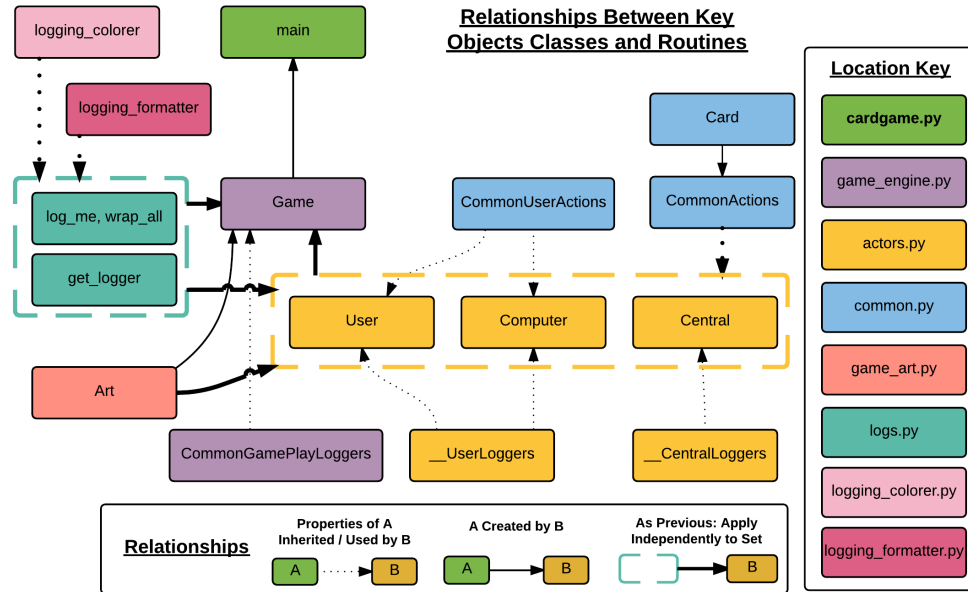 Relationships Between Key
Objects Classes and Routines
logging_colorer
main
logging_formatter
Card
log_me, wrap_all
get_logger
Game
CommonUserActions
CommonActions
User
Computer
Central
Art
CommonGamePlayLoggers
__UserLoggers
__CentralLoggers
Location Key
cardgame.py
game_engine.py
actors.py
common.py
game_art.py
logs.py
logging_colorer.py
logging_formatter.py
Relationships
Properties of A
Inherited / Used by B
A
B
A Created by B
A
B
As Previous: Apply
Independently to Set
B